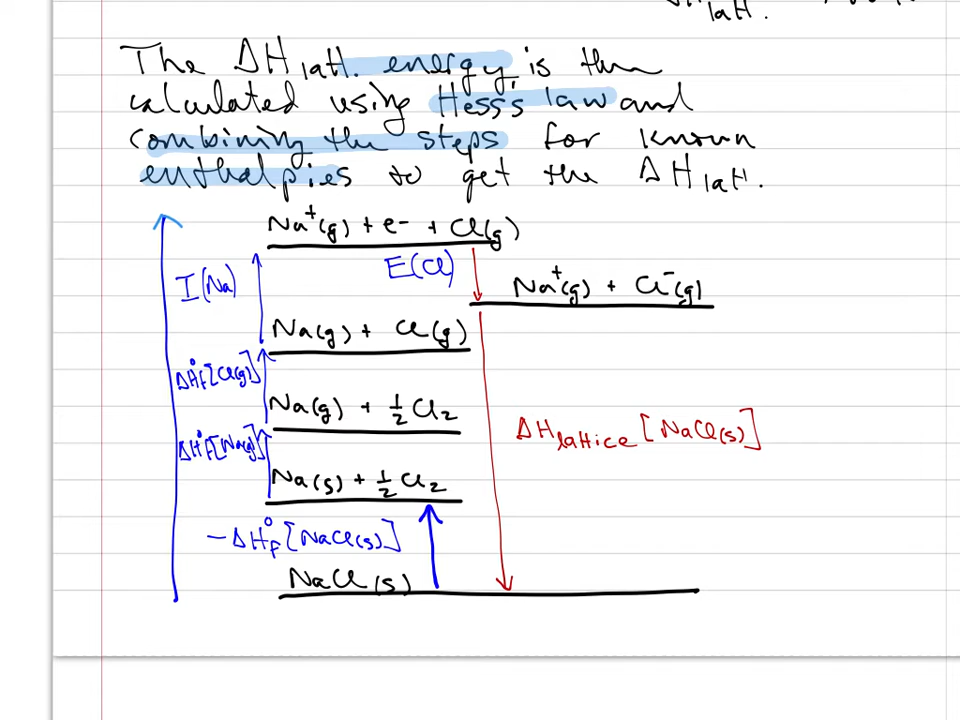 ΔH latt.
The ΔH latt. energy is then
calculated using Hess's law and
combining the steps for known
enthalpies to get the ΔH latt.
Na⁺(g) + e⁻ + Cl(g)
I(Na)
E(Cl)
Na⁺(g) + Cl⁻(g)
Na(g) + Cl(g)
ΔH°f[Cl(g)]
Na(g) + ½Cl₂
ΔH°f[Na(g)]
ΔHlattice[NaCl(s)]
Na(s) + ½Cl₂
-ΔH°f[NaCl(s)]
NaCl(s)